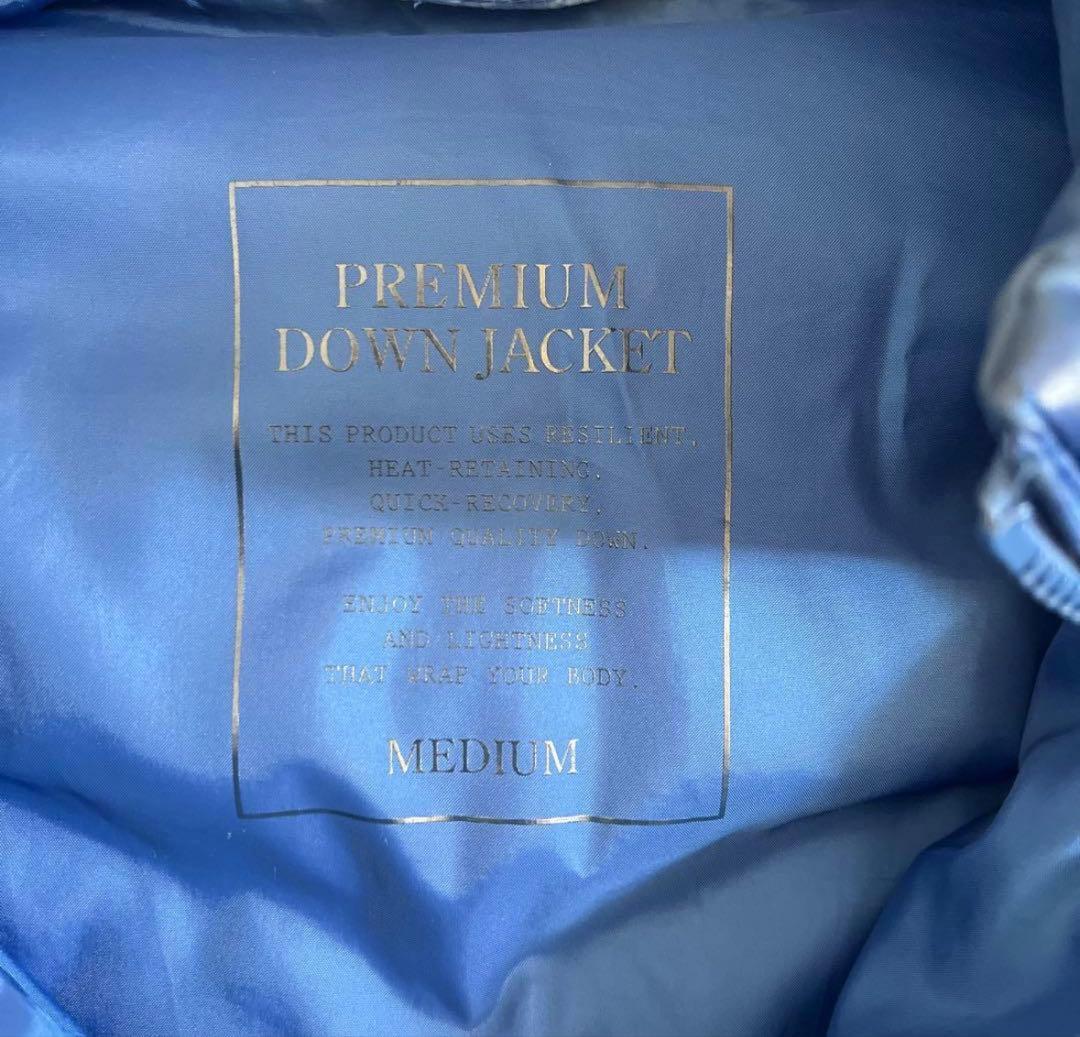 PREMIUM
DOWN JACKET
THIS PRODUCT USES RESILIENT,
HEAT-RETAINING,
QUICK-RECOVERY,
PREMIUM QUALITY DOWN.
ENJOY THE SOFTNESS
AND LIGHTNESS
THAT WRAP YOUR BODY.
MEDIUM